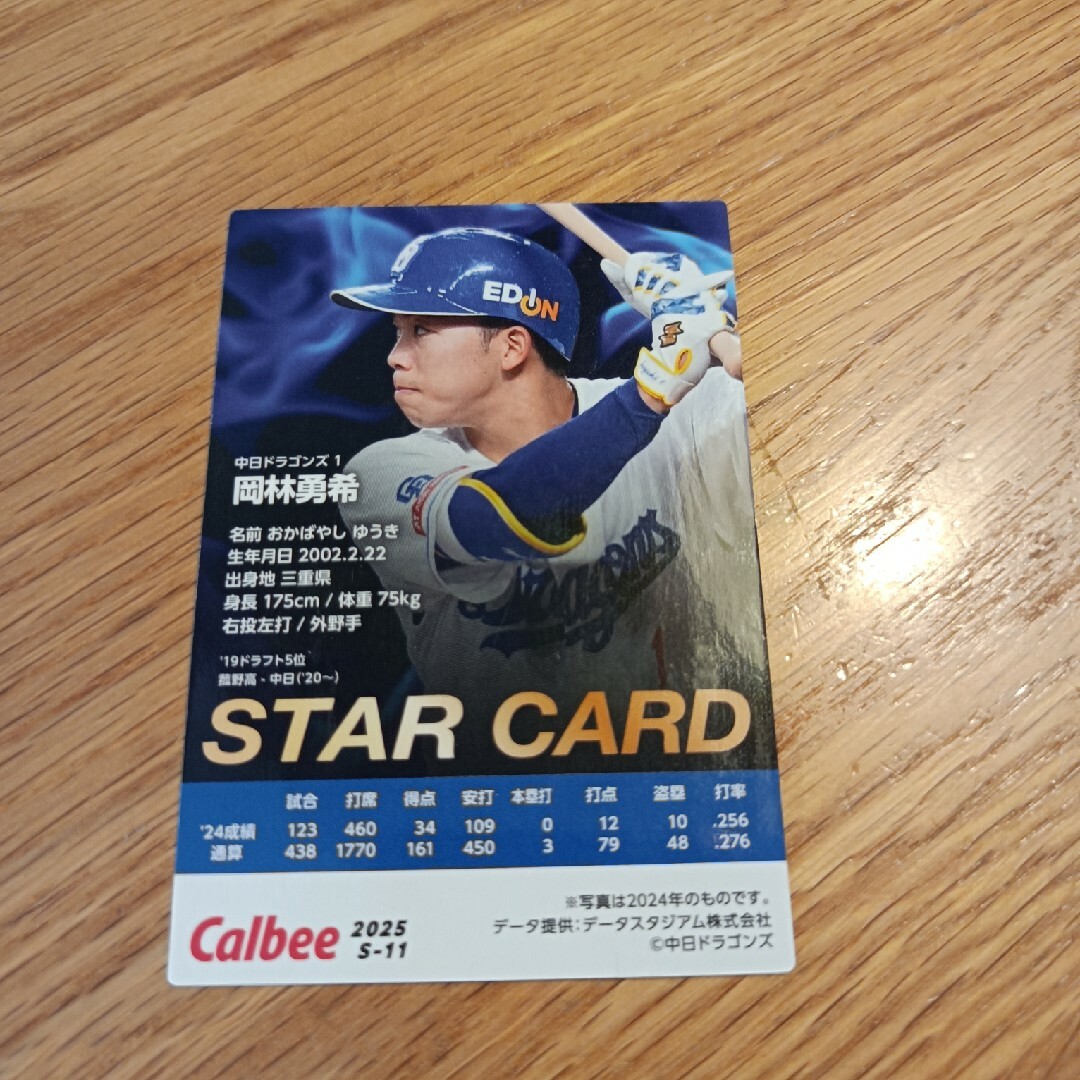 EDION
Dragons
中日ドラゴンズ 1
岡林勇希
名前 おかばやし ゆうき
生年月日 2002.2.22
出身地 三重県
身長 175cm / 体重 75kg
右投左打 / 外野手
'19ドラフト5位
菰野高-中日('20～)
STAR CARD
試合 打席 得点 安打 本塁打 打点 盗塁 打率
'24成績 123 460 34 109 0 12 10 .256
通算 438 1770 161 450 3 79 48 .276
※写真は2024年のものです。
データ提供:データスタジアム株式会社
©中日ドラゴンズ
Calbee 2025
S-11